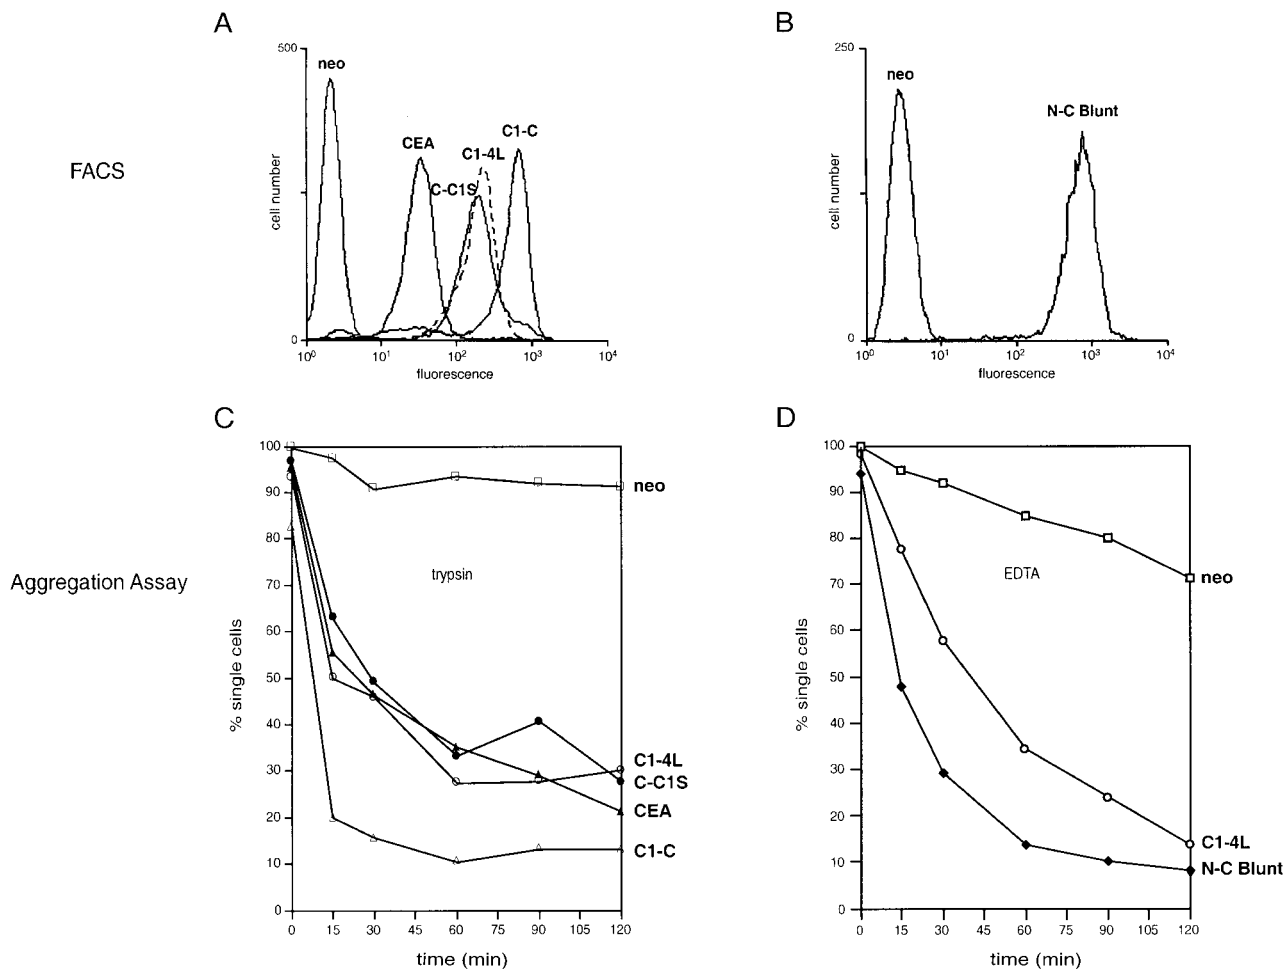 A
B
FACS
500
neo
CEA
C1-C
C1-4L
C-C1S
cell number
0
10⁰ 10¹ 10² 10³ 10⁴
fluorescence
250
neo
N-C Blunt
cell number
0
10⁰ 10¹ 10² 10³ 10⁴
fluorescence
C
D
Aggregation Assay
100
90
80
70
60
50
40
30
20
10
0
% single cells
trypsin
neo
C1-4L
C-C1S
CEA
C1-C
0 15 30 45 60 75 90 105 120
time (min)
100
90
80
70
60
50
40
30
20
10
0
% single cells
EDTA
neo
C1-4L
N-C Blunt
0 15 30 45 60 75 90 105 120
time (min)